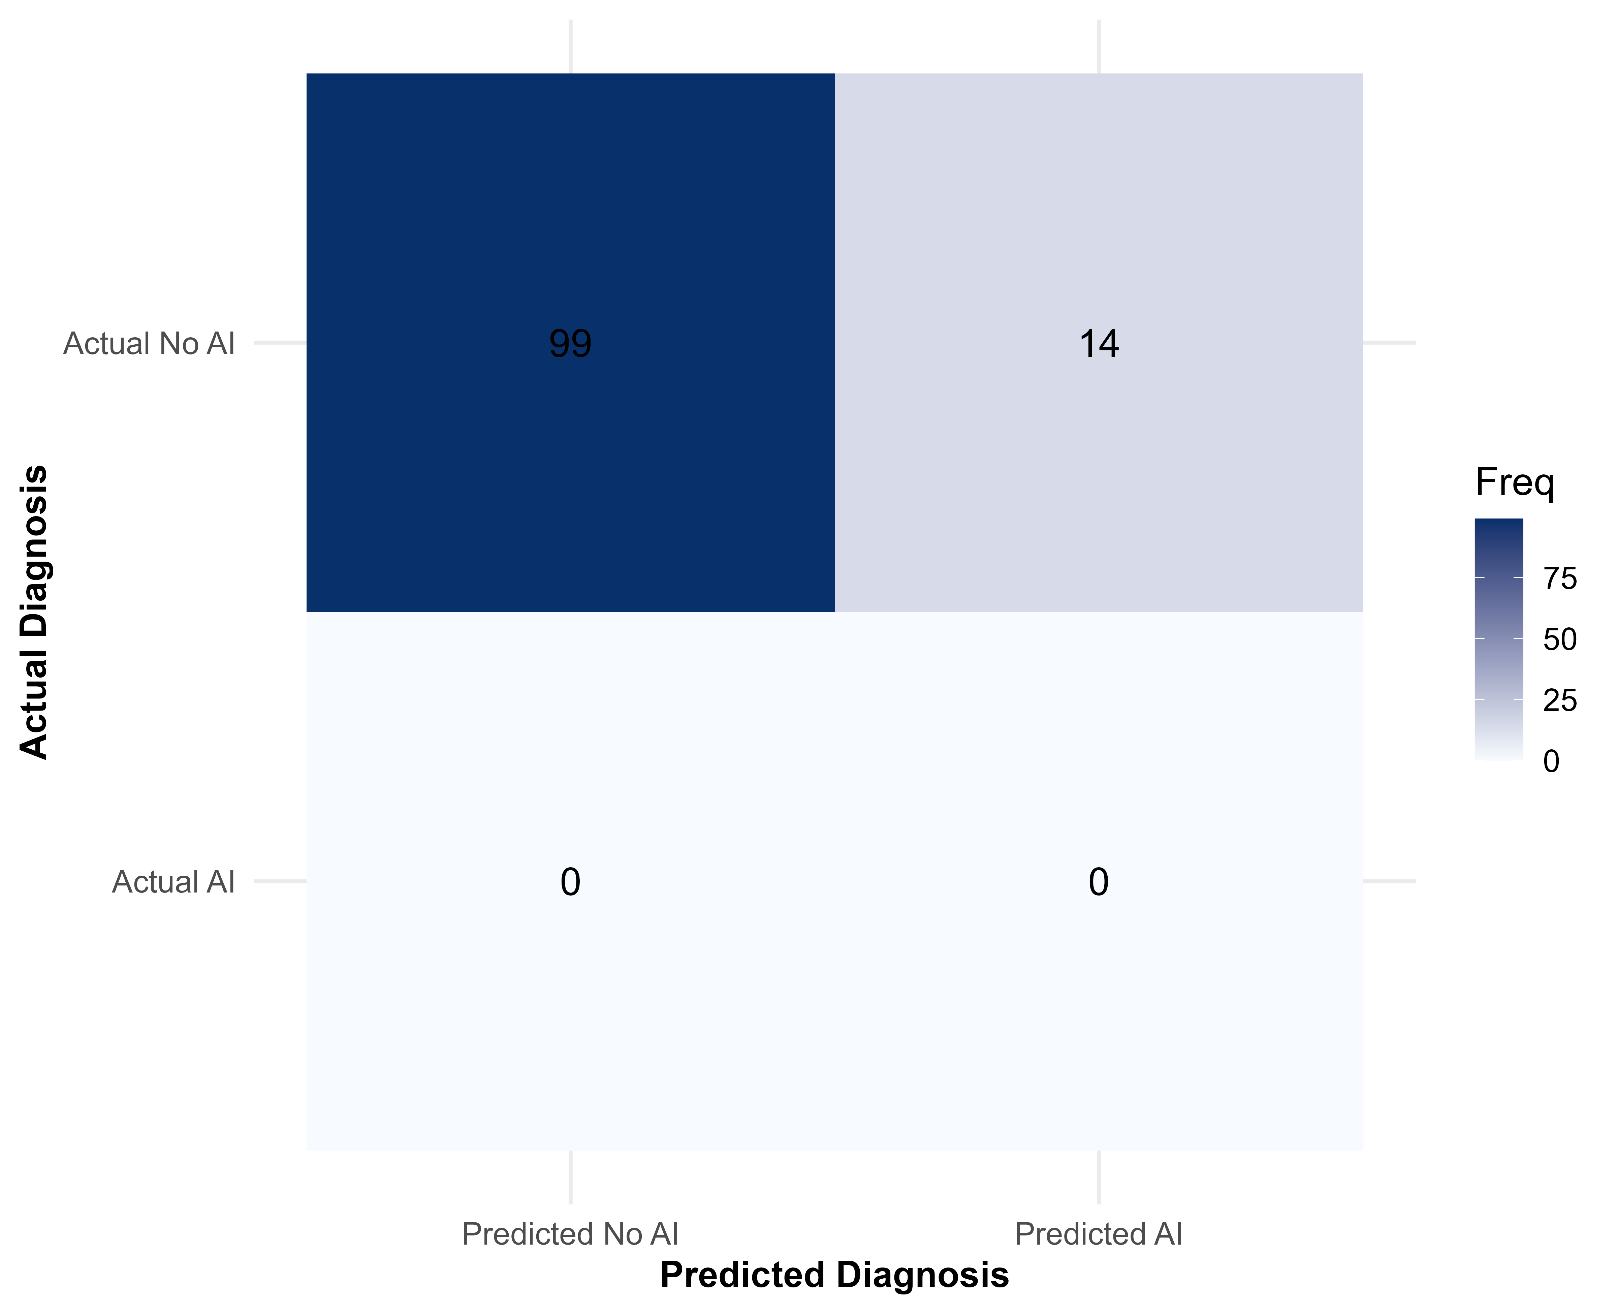 Actual Diagnosis
Actual No AI
99
14
Actual AI
0
0
Predicted No AI
Predicted AI
Predicted Diagnosis
Freq
75
50
25
0